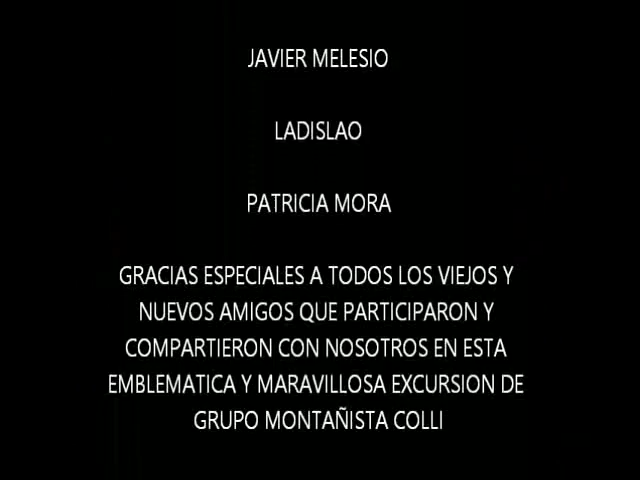 JAVIER MELESIO
LADISLAO
PATRICIA MORA
GRACIAS ESPECIALES A TODOS LOS VIEJOS Y
NUEVOS AMIGOS QUE PARTICIPARON Y
COMPARTIERON CON NOSOTROS EN ESTA
EMBLEMATICA Y MARAVILLOSA EXCURSION DE
GRUPO MONTAÑISTA COLLI